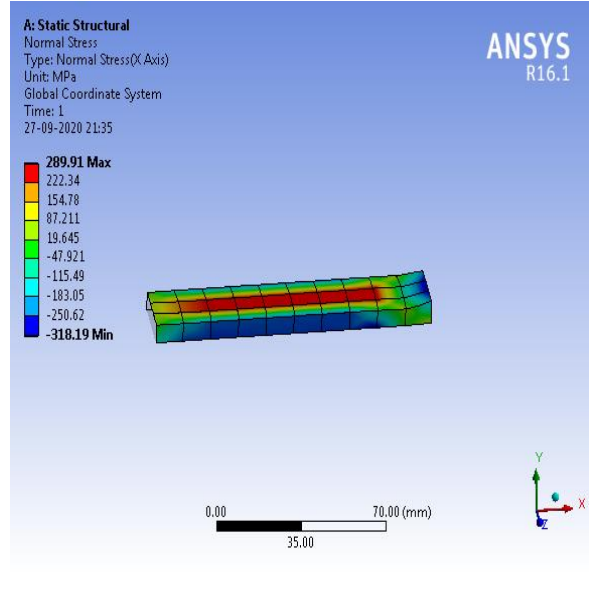 A: Static Structural
Normal Stress
Type: Normal Stress(X Axis)
Unit: MPa
Global Coordinate System
Time: 1
27-09-2020 21:35
ANSYS
R16.1
289.91 Max
222.34
154.78
87.211
19.645
-47.921
-115.49
-183.05
-250.62
-318.19 Min
0.00 70.00 (mm)
35.00
Y
X
Z